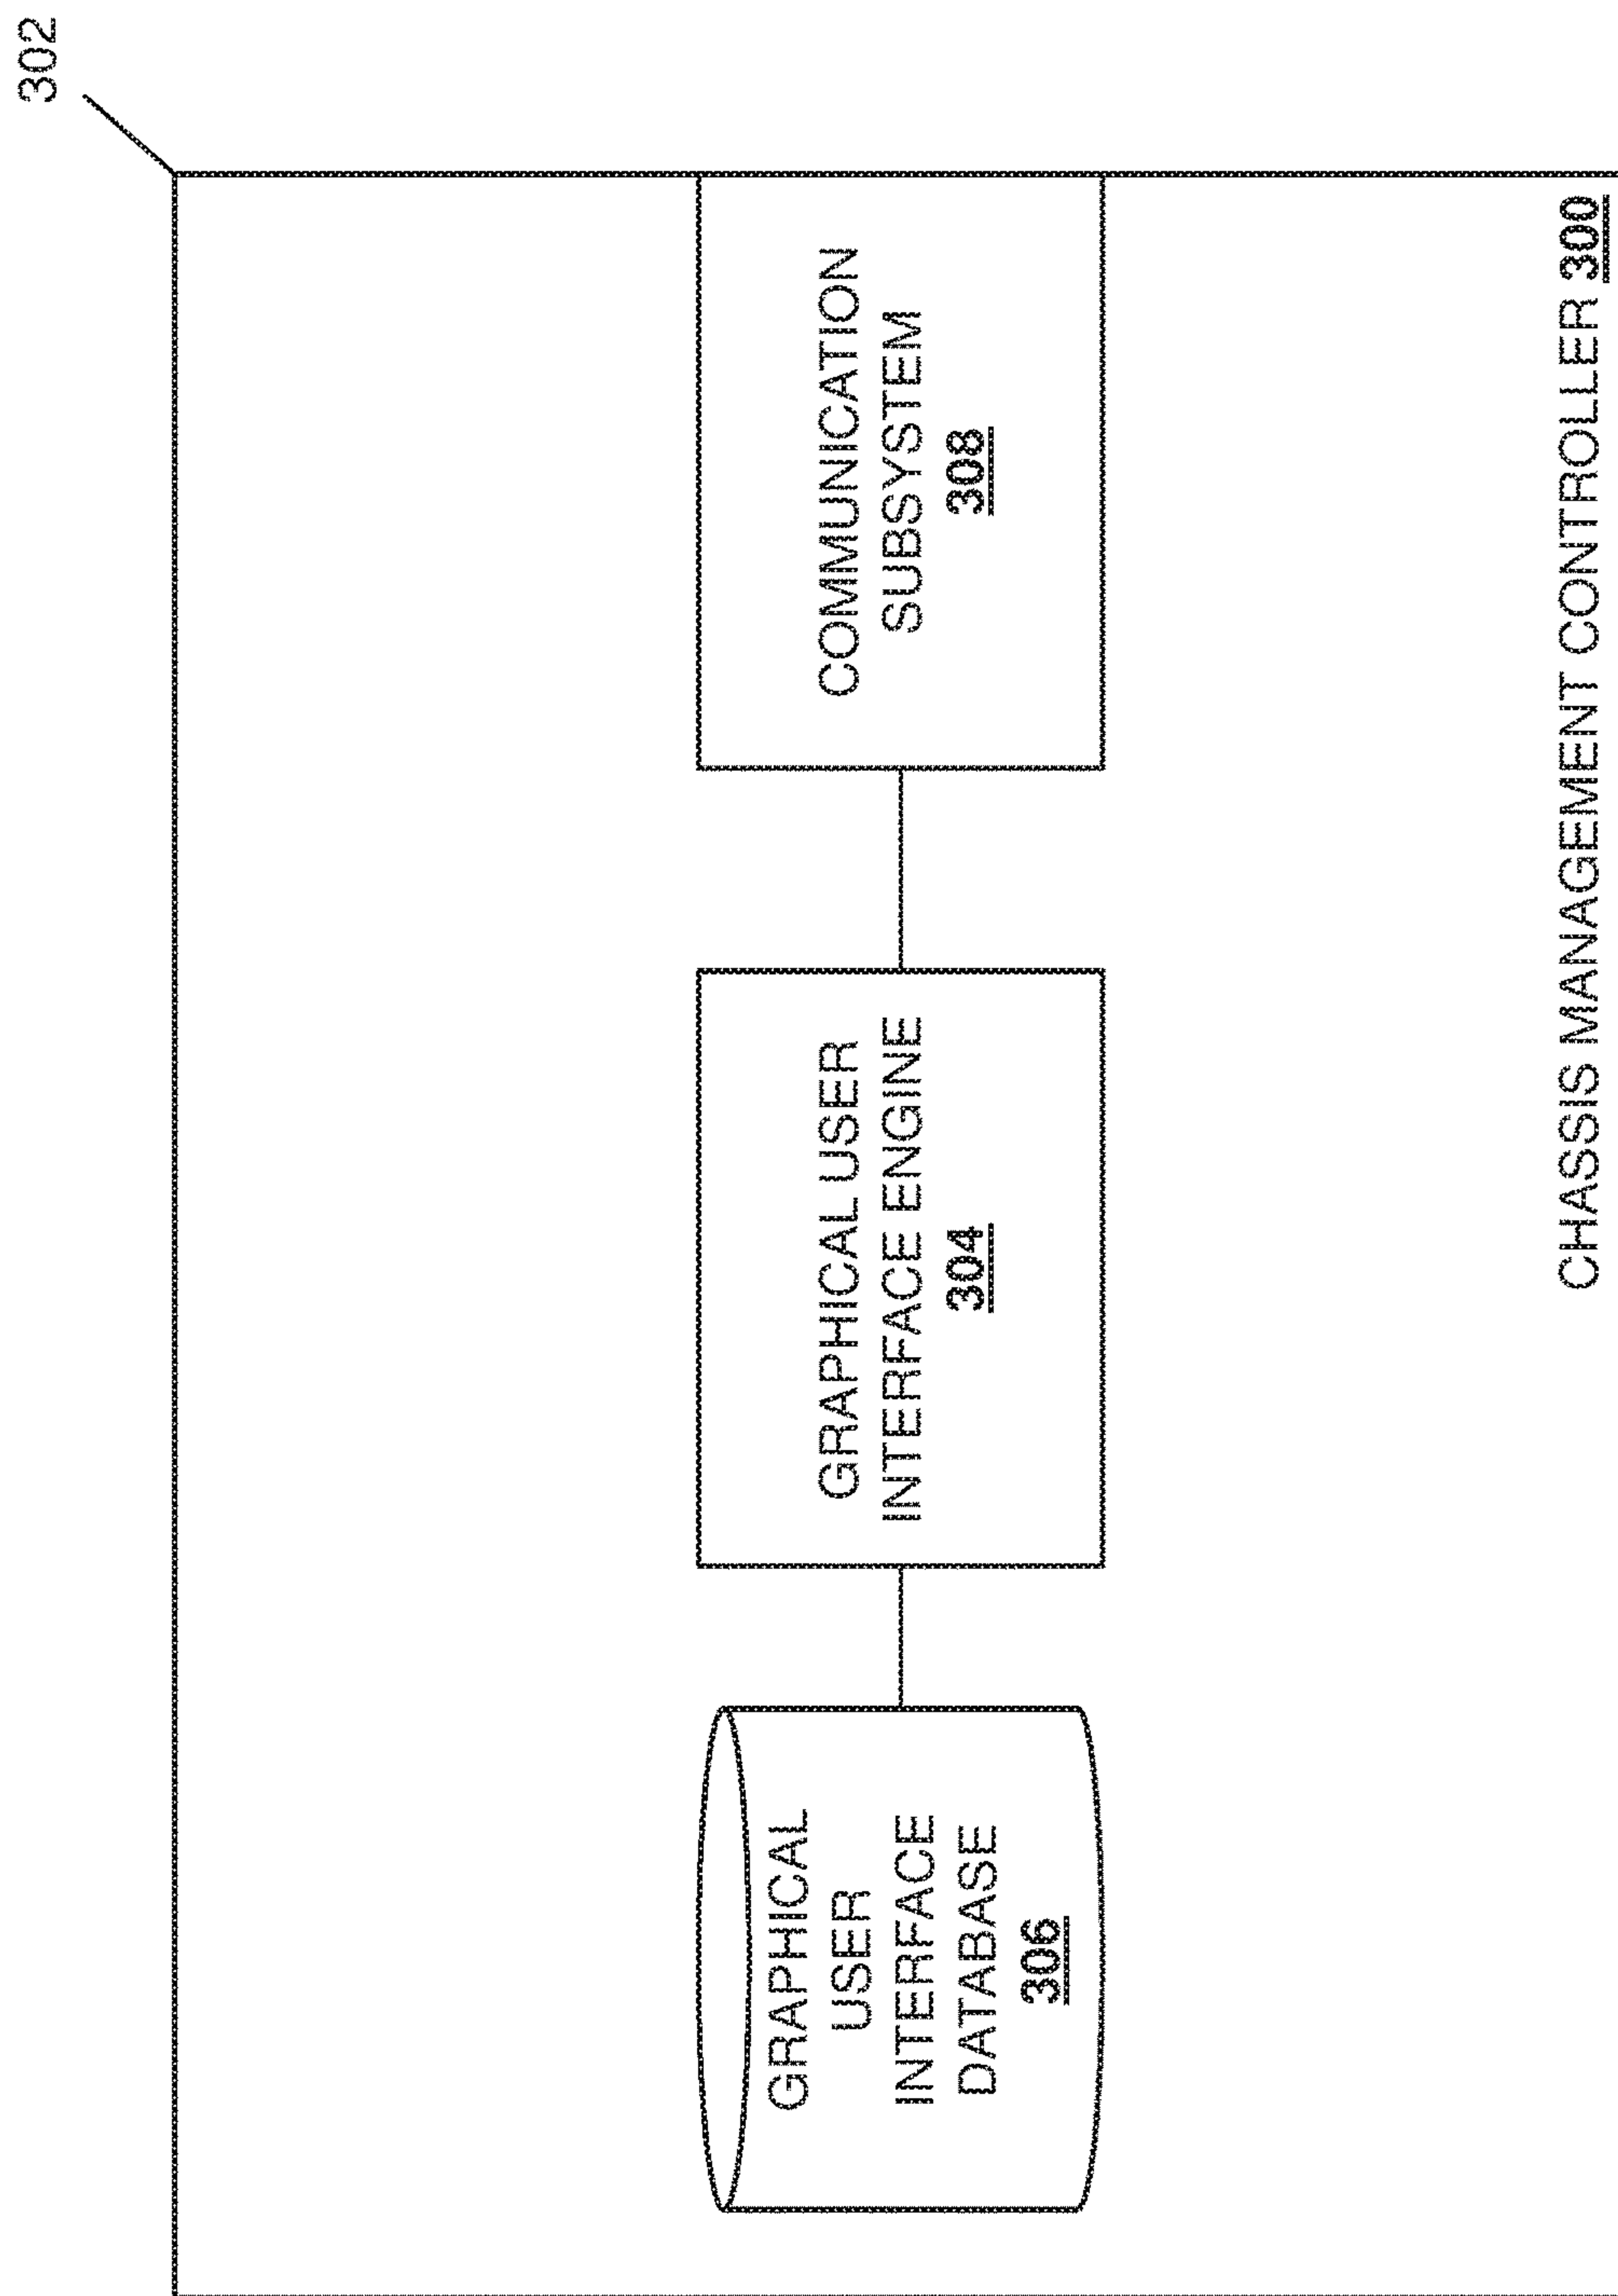 302
GRAPHICAL
USER
INTERFACE
DATABASE
306
GRAPHICAL USER
INTERFACE ENGINE
304
COMMUNICATION
SUBSYSTEM
308
CHASSIS MANAGEMENT CONTROLLER 300